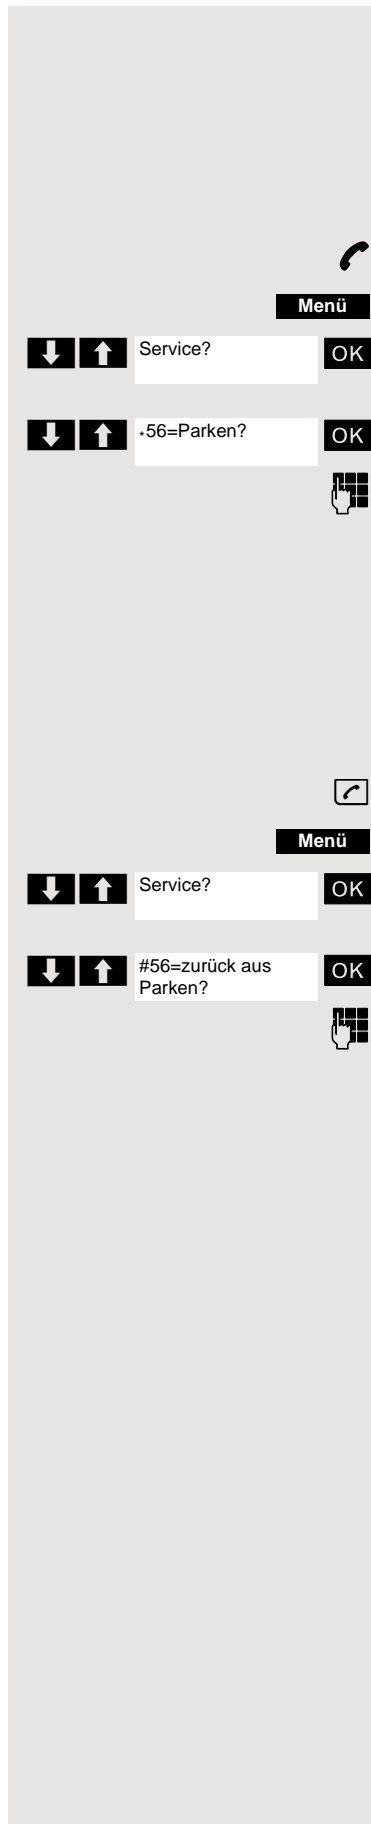 Menü
Service? OK
*56=Parken? OK
Menü
Service? OK
#56=zurück aus OK
Parken?